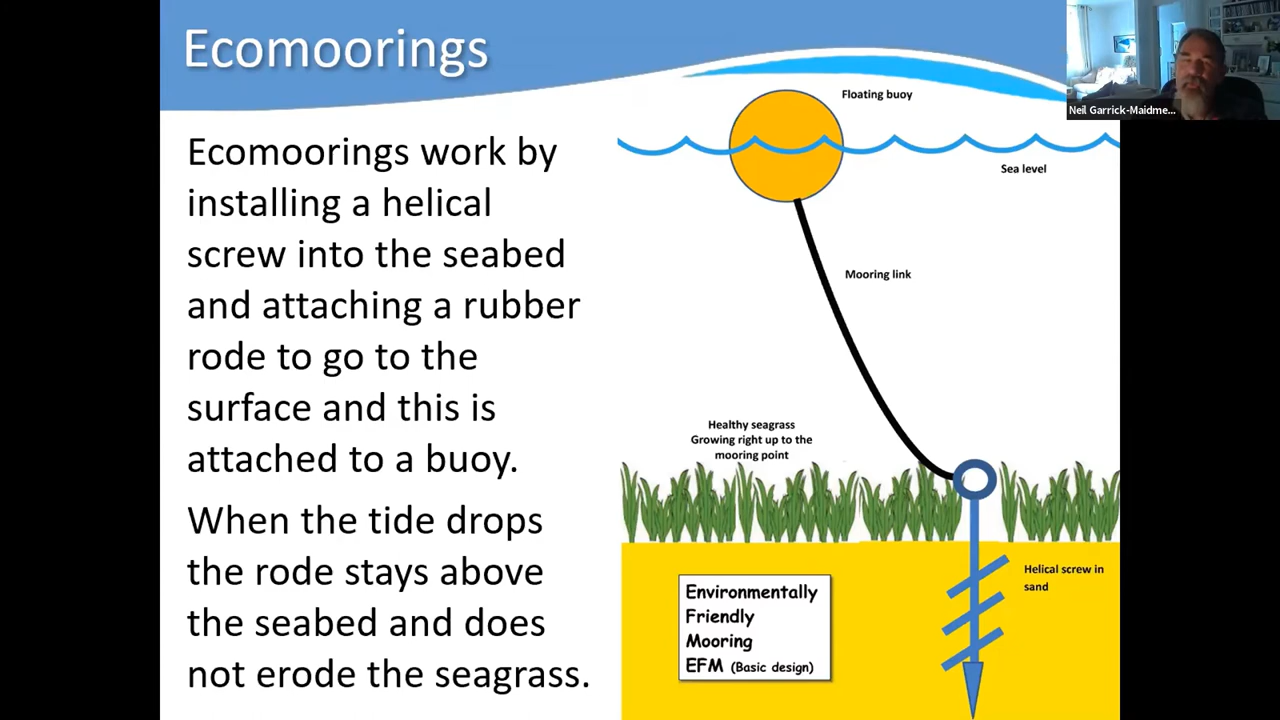 Ecomoorings
Neil Garrick-Maidme...
Floating buoy
Sea level
Ecomoorings work by
installing a helical
screw into the seabed
and attaching a rubber
rode to go to the
surface and this is
attached to a buoy.
When the tide drops
the rode stays above
the seabed and does
not erode the seagrass.
Mooring link
Healthy seagrass
Growing right up to the
mooring point
Helical screw in
sand
Environmentally
Friendly
Mooring
EFM (Basic design)